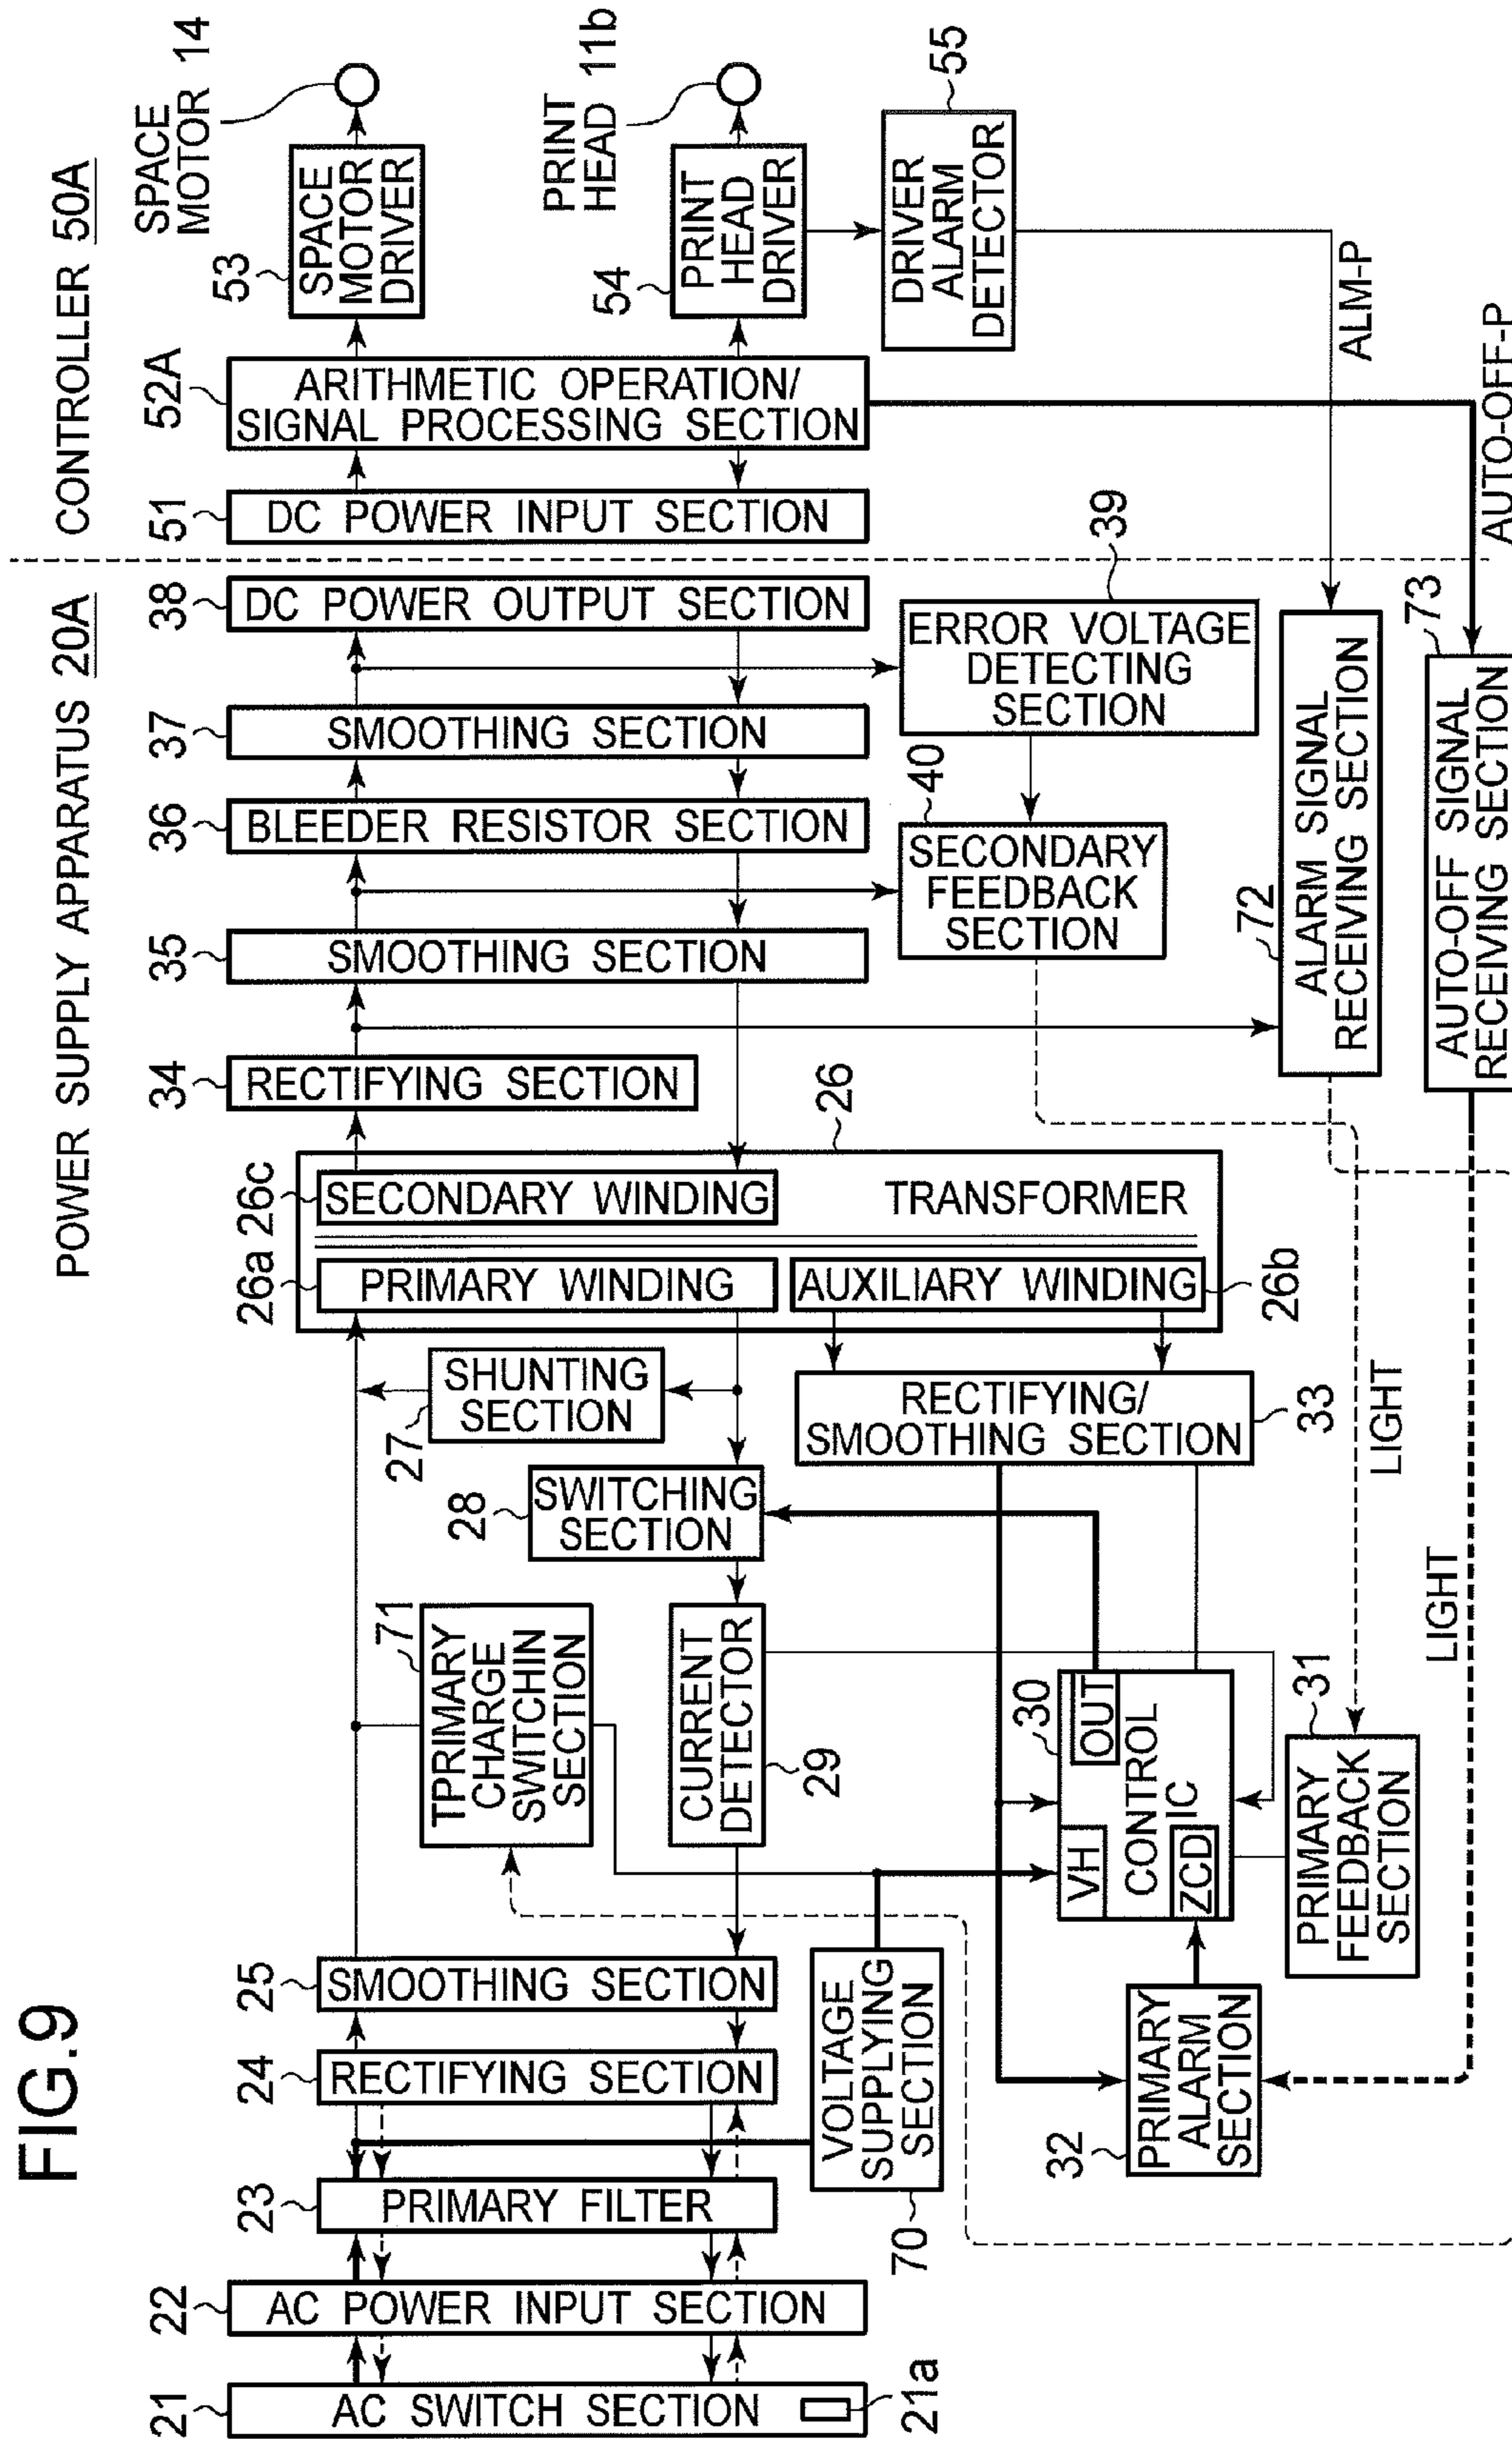 FIG.9
POWER SUPPLY APPARATUS 20A
CONTROLLER 50A
21
AC SWITCH SECTION
21a
22
AC POWER INPUT SECTION
23
PRIMARY FILTER
24
RECTIFYING SECTION
25
SMOOTHING SECTION
70
VOLTAGE
SUPPLYING
SECTION
71
TPRIMARY
CHARGE
SWITCHIN
SECTION
CURRENT
DETECTOR
29
28
SWITCHING
SECTION
27
SHUNTING
SECTION
26a
PRIMARY WINDING
26c
SECONDARY WINDING
AUXILIARY WINDING
26b
TRANSFORMER
26
RECTIFYING/
SMOOTHING SECTION
33
30
OUT
VH
CONTROL
IC
ZCD
31
PRIMARY
FEEDBACK
SECTION
32
PRIMARY
ALARM
SECTION
LIGHT
LIGHT
34
RECTIFYING SECTION
35
SMOOTHING SECTION
36
BLEEDER RESISTOR SECTION
37
SMOOTHING SECTION
38
DC POWER OUTPUT SECTION
39
ERROR VOLTAGE
DETECTING
SECTION
40
SECONDARY
FEEDBACK
SECTION
72
ALARM SIGNAL
RECEIVING SECTION
73
AUTO-OFF SIGNAL
RECEIVING SECTION
51
DC POWER INPUT SECTION
52A
ARITHMETIC OPERATION/
SIGNAL PROCESSING SECTION
53
SPACE
MOTOR
DRIVER
SPACE
MOTOR 14
54
PRINT
HEAD
DRIVER
PRINT
HEAD 11b
DRIVER
ALARM
DETECTOR
55
ALM-P
AUTO-OFF-P